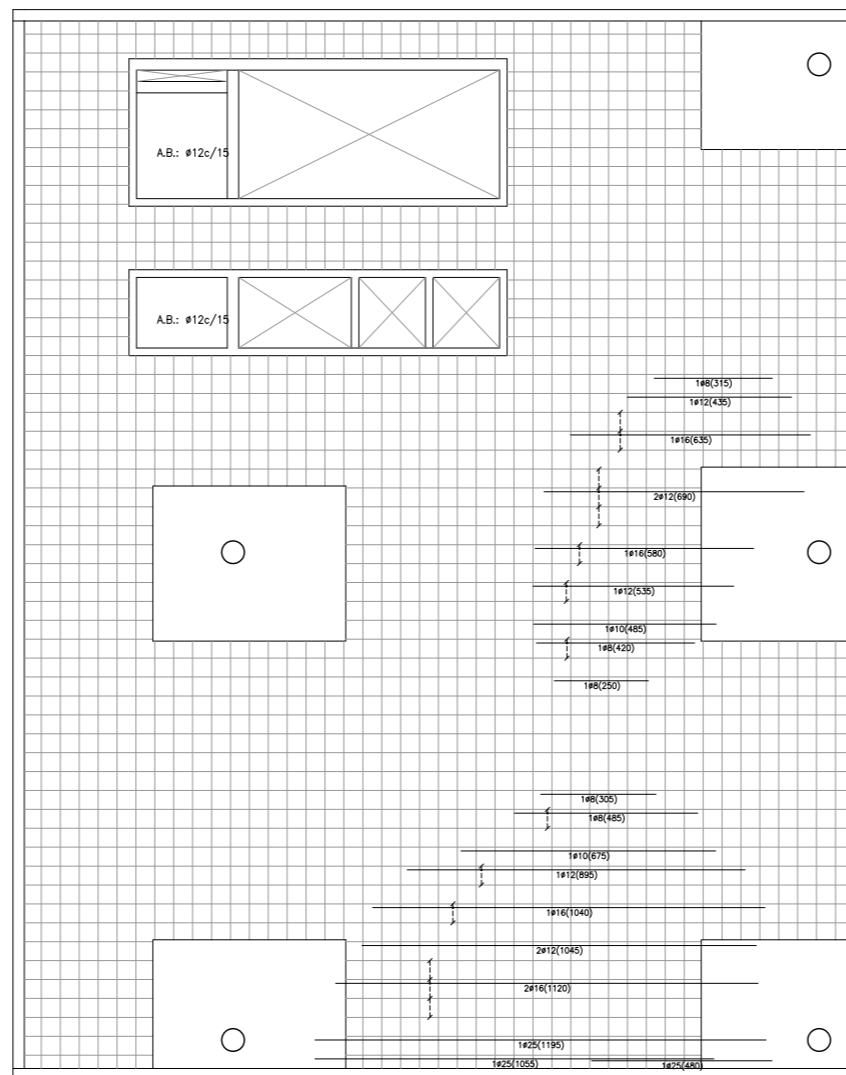 A.B.: ø12c/15
A.B.: ø12c/15
1ø8(315)
1ø12(435)
1ø16(635)
2ø12(690)
1ø16(580)
1ø12(535)
1ø10(485)
1ø8(420)
1ø8(250)
1ø8(305)
1ø8(485)
1ø10(675)
1ø12(895)
1ø16(1040)
2ø12(1045)
2ø16(1120)
1ø25(1195)
1ø25(1055)
1ø25(480)